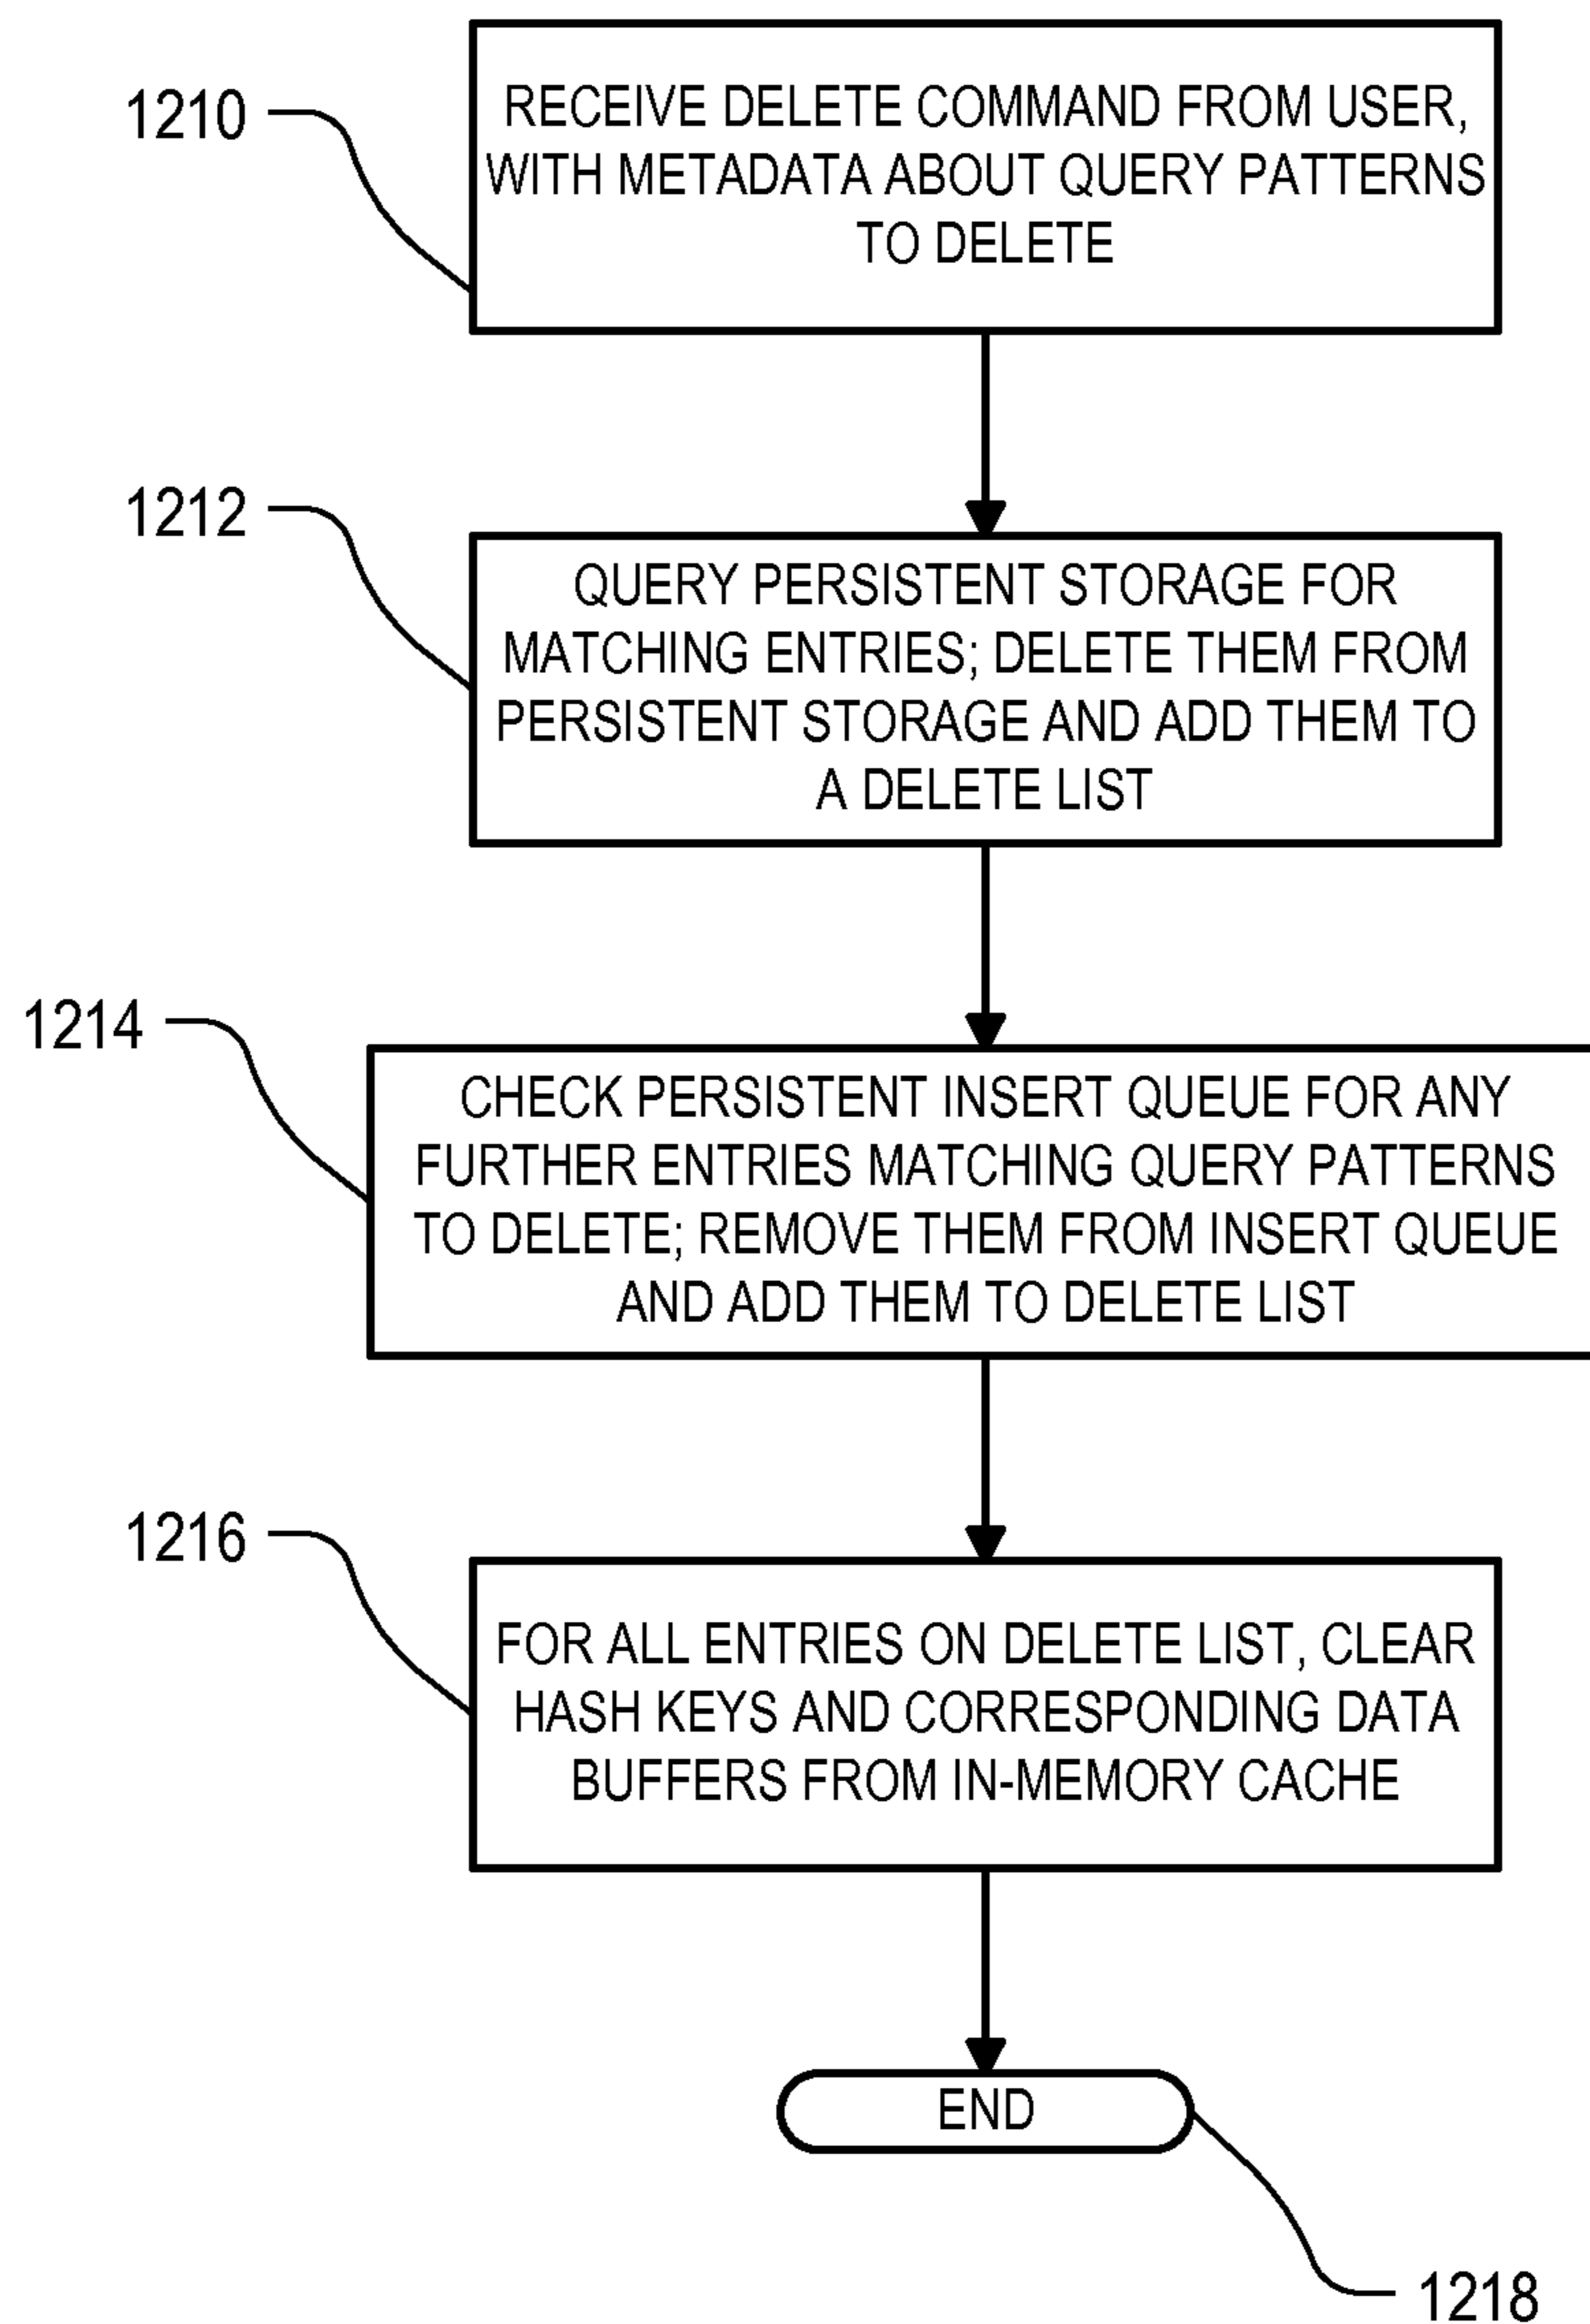 1210
RECEIVE DELETE COMMAND FROM USER,
WITH METADATA ABOUT QUERY PATTERNS
TO DELETE
1212
QUERY PERSISTENT STORAGE FOR
MATCHING ENTRIES; DELETE THEM FROM
PERSISTENT STORAGE AND ADD THEM TO
A DELETE LIST
1214
CHECK PERSISTENT INSERT QUEUE FOR ANY
FURTHER ENTRIES MATCHING QUERY PATTERNS
TO DELETE; REMOVE THEM FROM INSERT QUEUE
AND ADD THEM TO DELETE LIST
1216
FOR ALL ENTRIES ON DELETE LIST, CLEAR
HASH KEYS AND CORRESPONDING DATA
BUFFERS FROM IN-MEMORY CACHE
END
1218